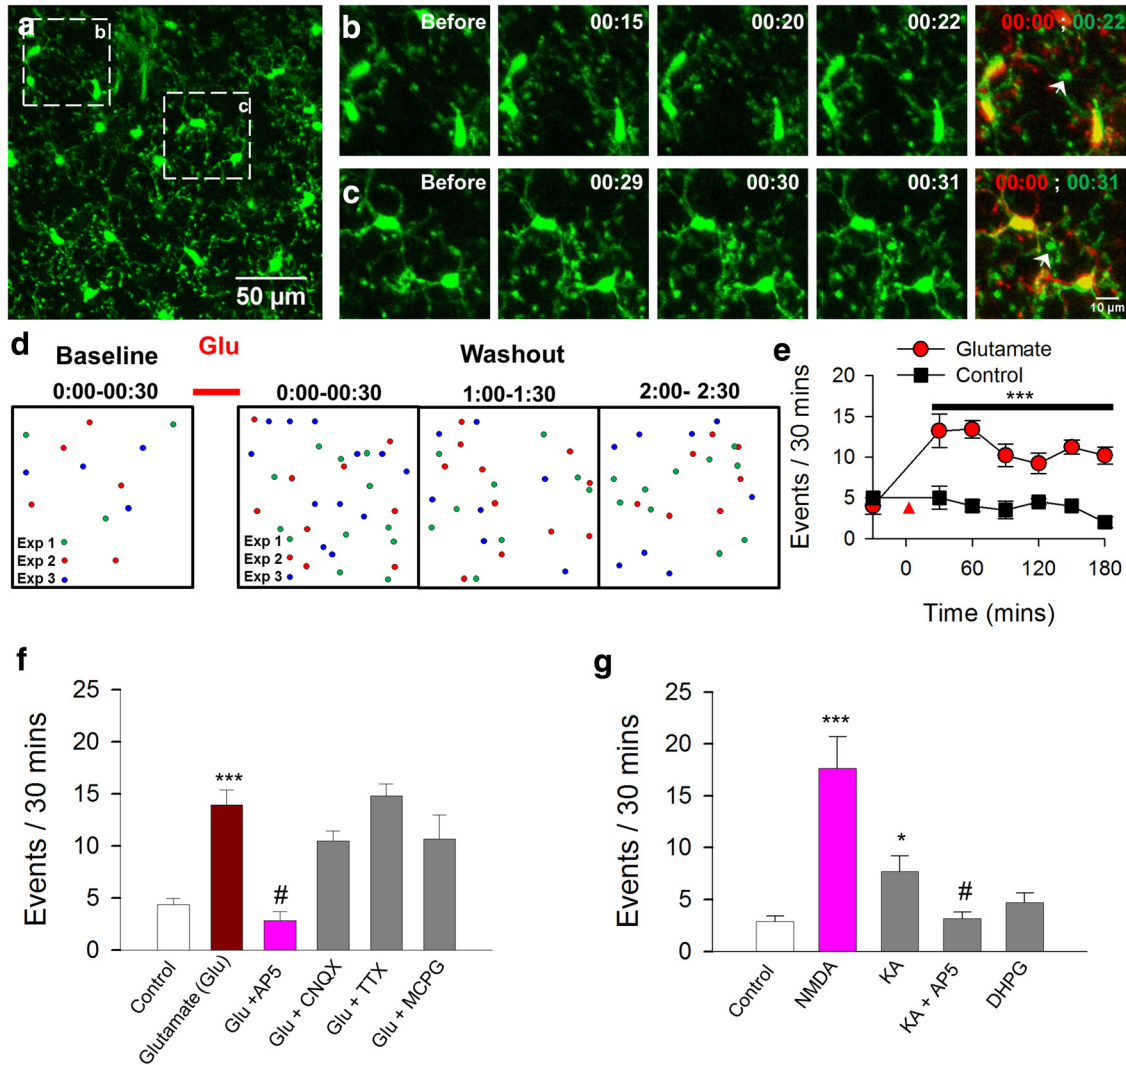 a
b
c
50 µm
b
Before
00:15
00:20
00:22
00:00 ; 00:22
c
Before
00:29
00:30
00:31
00:00 ; 00:31
10 µm
d
Baseline
Glu
Washout
0:00-00:30
0:00-00:30
1:00-1:30
2:00- 2:30
Exp 1
Exp 2
Exp 3
Exp 1
Exp 2
Exp 3
e
Glutamate
Control
***
Events / 30 mins
20
15
10
5
0
0
60
120
180
Time (mins)
f
Events / 30 mins
25
20
15
10
5
0
***
#
Control
Glutamate (Glu)
Glu +AP5
Glu + CNQX
Glu + TTX
Glu + MCPG
g
Events / 30 mins
25
20
15
10
5
0
***
*
#
Control
NMDA
KA
KA + AP5
DHPG